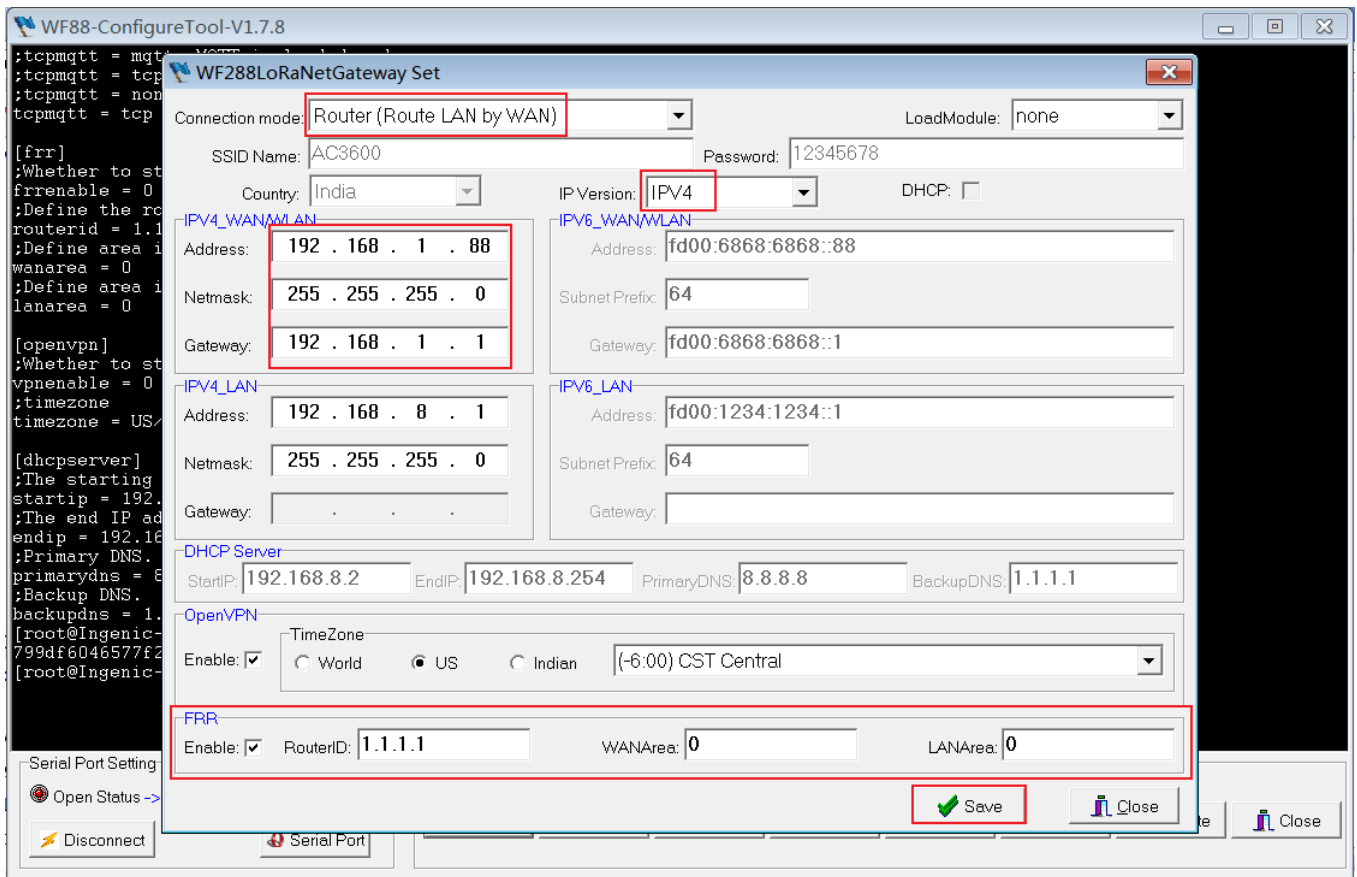 WF88-ConfigureTool-V1.7.8
;tcpmqtt = mqtt
;tcpmqtt = tcp
;tcpmqtt = non
tcpmqtt = tcp
[frr]
;Whether to st
frrenable = 0
;Define the ro
routerid = 1.1
;Define area i
wanarea = 0
;Define area i
lanarea = 0
[openvpn]
;Whether to st
vpnenable = 0
;timezone
timezone = US/
[dhcpserver]
;The starting
startip = 192.
;The end IP ad
endip = 192.16
;Primary DNS.
primarydns = 8
;Backup DNS.
backupdns = 1.
[root@Ingenic-
799df6046577f2
[root@Ingenic-
WF288LoRaNetGateway Set
Connection mode: Router (Route LAN by WAN) LoadModule: none
SSID Name: AC3600 Password: 12345678
Country: India IP Version: IPV4 DHCP:
IPV4_WAN/WLAN IPV6_WAN/WLAN
Address: 192 . 168 . 1 . 88 Address: fd00:6868:6868::88
Netmask: 255 . 255 . 255 . 0 Subnet Prefix: 64
Gateway: 192 . 168 . 1 . 1 Gateway: fd00:6868:6868::1
IPV4_LAN IPV6_LAN
Address: 192 . 168 . 8 . 1 Address: fd00:1234:1234::1
Netmask: 255 . 255 . 255 . 0 Subnet Prefix: 64
Gateway: . . . Gateway:
DHCP Server
StartIP: 192.168.8.2 EndIP: 192.168.8.254 PrimaryDNS: 8.8.8.8 BackupDNS: 1.1.1.1
OpenVPN
TimeZone
Enable: World US Indian (-6:00) CST Central
FRR
Enable: RouterID: 1.1.1.1 WANArea: 0 LANArea: 0
Save Close
Serial Port Setting
Open Status ->
Disconnect Serial Port te Close